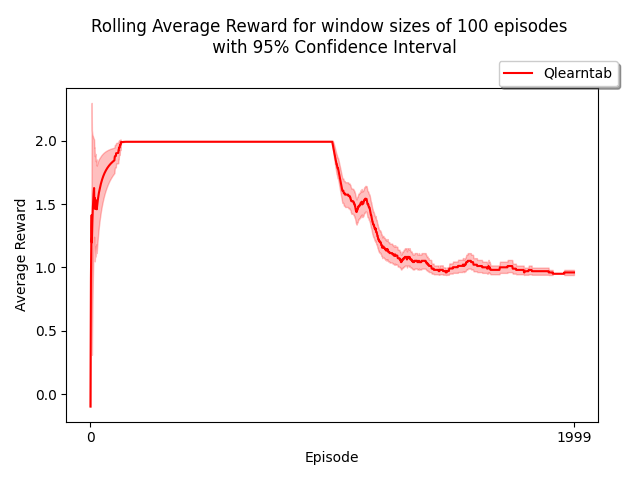 Rolling Average Reward for window sizes of 100 episodes
with 95% Confidence Interval
Qlearntab
Average Reward
2.0
1.5
1.0
0.5
0.0
0
1999
Episode